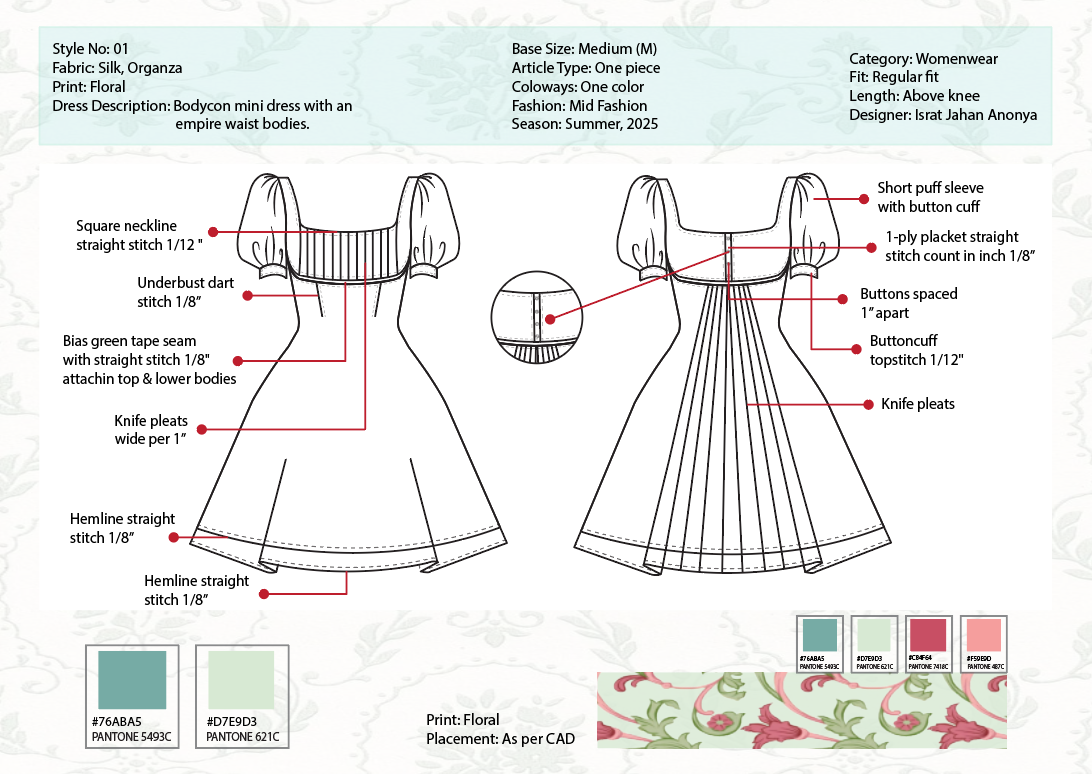 Style No: 01
Fabric: Silk, Organza
Print: Floral
Dress Description: Bodycon mini dress with an
empire waist bodies.
Base Size: Medium (M)
Article Type: One piece
Coloways: One color
Fashion: Mid Fashion
Season: Summer, 2025
Category: Womenwear
Fit: Regular fit
Length: Above knee
Designer: Israt Jahan Anonya
Square neckline
straight stitch 1/12 "
Underbust dart
stitch 1/8”
Bias green tape seam
with straight stitch 1/8"
attachin top & lower bodies
Knife pleats
wide per 1”
Hemline straight
stitch 1/8”
Hemline straight
stitch 1/8”
Short puff sleeve
with button cuff
1-ply placket straight
stitch count in inch 1/8”
Buttons spaced
1” apart
Buttoncuff
topstitch 1/12"
Knife pleats
#76ABA5
PANTONE 5493C
#D7E9D3
PANTONE 621C
Print: Floral
Placement: As per CAD
#76ABA5
PANTONE 5493C
#D7E9D3
PANTONE 621C
#CB4F64
PANTONE 7418C
#F59E9D
PANTONE 487C